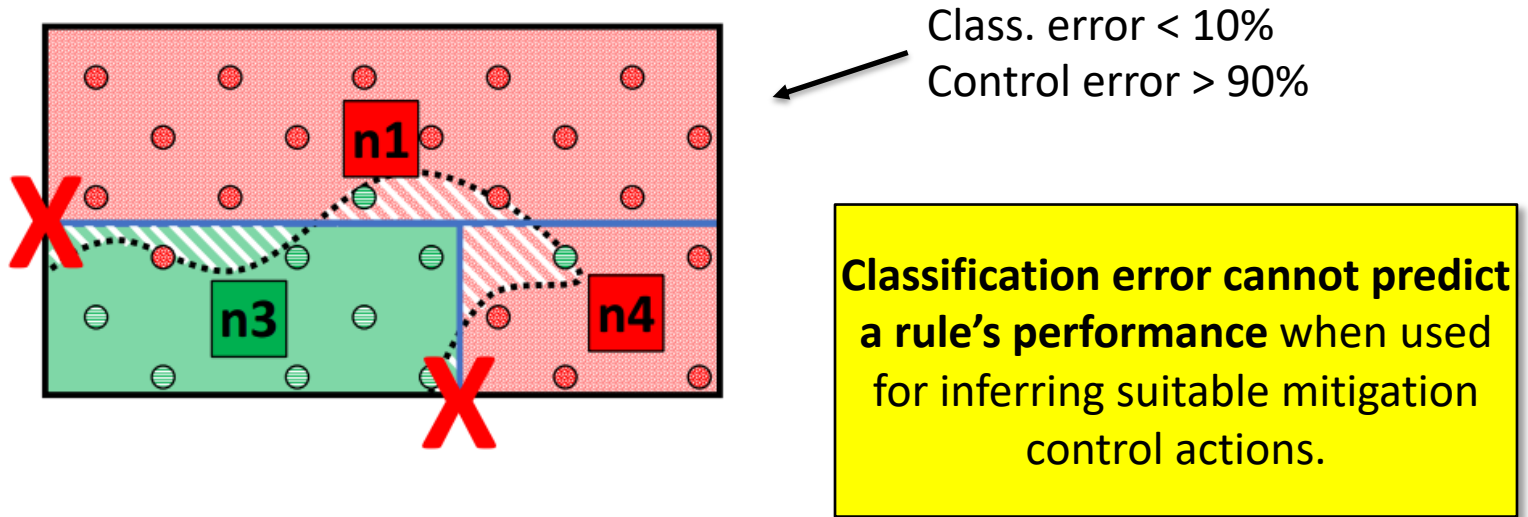 Class. error < 10%
Control error > 90%
n1
n3
n4
X
X
Classification error cannot predict
a rule's performance when used
for inferring suitable mitigation
control actions.